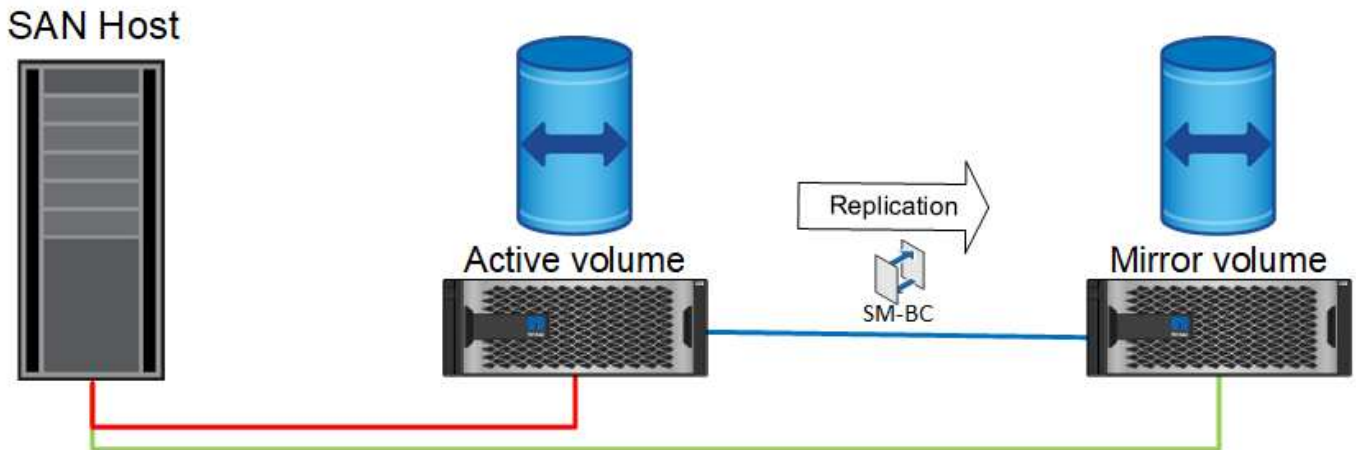 SAN Host
Active volume
Replication
SM-BC
Mirror volume